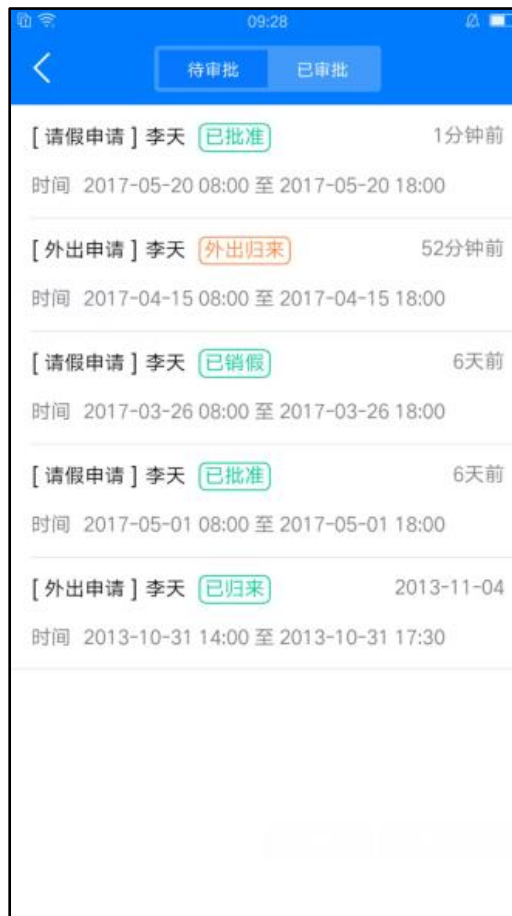 09:28
待审批 已审批
[ 请假申请 ] 李天 已批准 1分钟前
时间 2017-05-20 08:00 至 2017-05-20 18:00
[ 外出申请 ] 李天 外出归来 52分钟前
时间 2017-04-15 08:00 至 2017-04-15 18:00
[ 请假申请 ] 李天 已销假 6天前
时间 2017-03-26 08:00 至 2017-03-26 18:00
[ 请假申请 ] 李天 已批准 6天前
时间 2017-05-01 08:00 至 2017-05-01 18:00
[ 外出申请 ] 李天 已归来 2013-11-04
时间 2013-10-31 14:00 至 2013-10-31 17:30